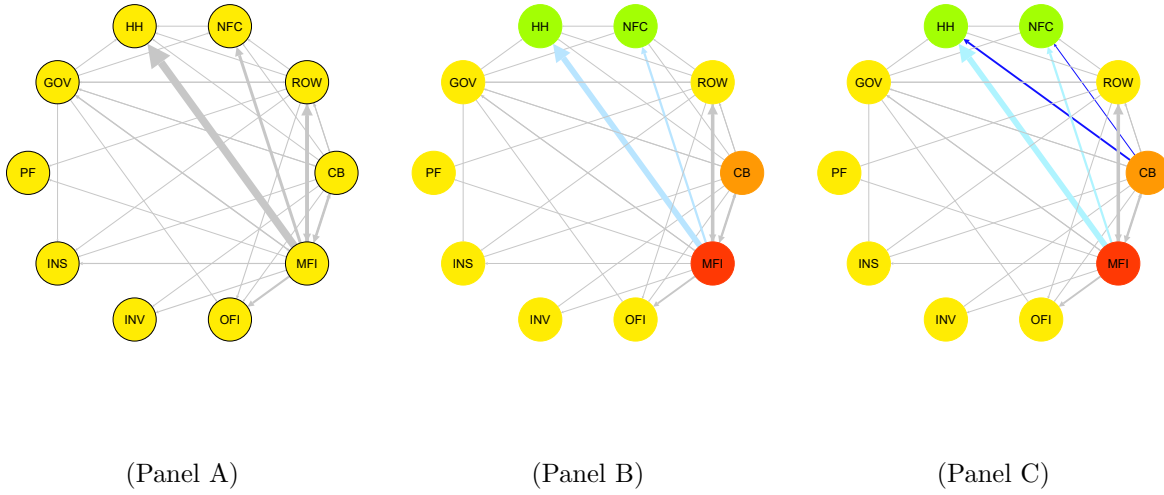 HH NFC
GOV ROW
PF CB
INS MFI
INV OFI
HH NFC
GOV ROW
PF CB
INS MFI
INV OFI
HH NFC
GOV ROW
PF CB
INS MFI
INV OFI
(Panel A) (Panel B) (Panel C)